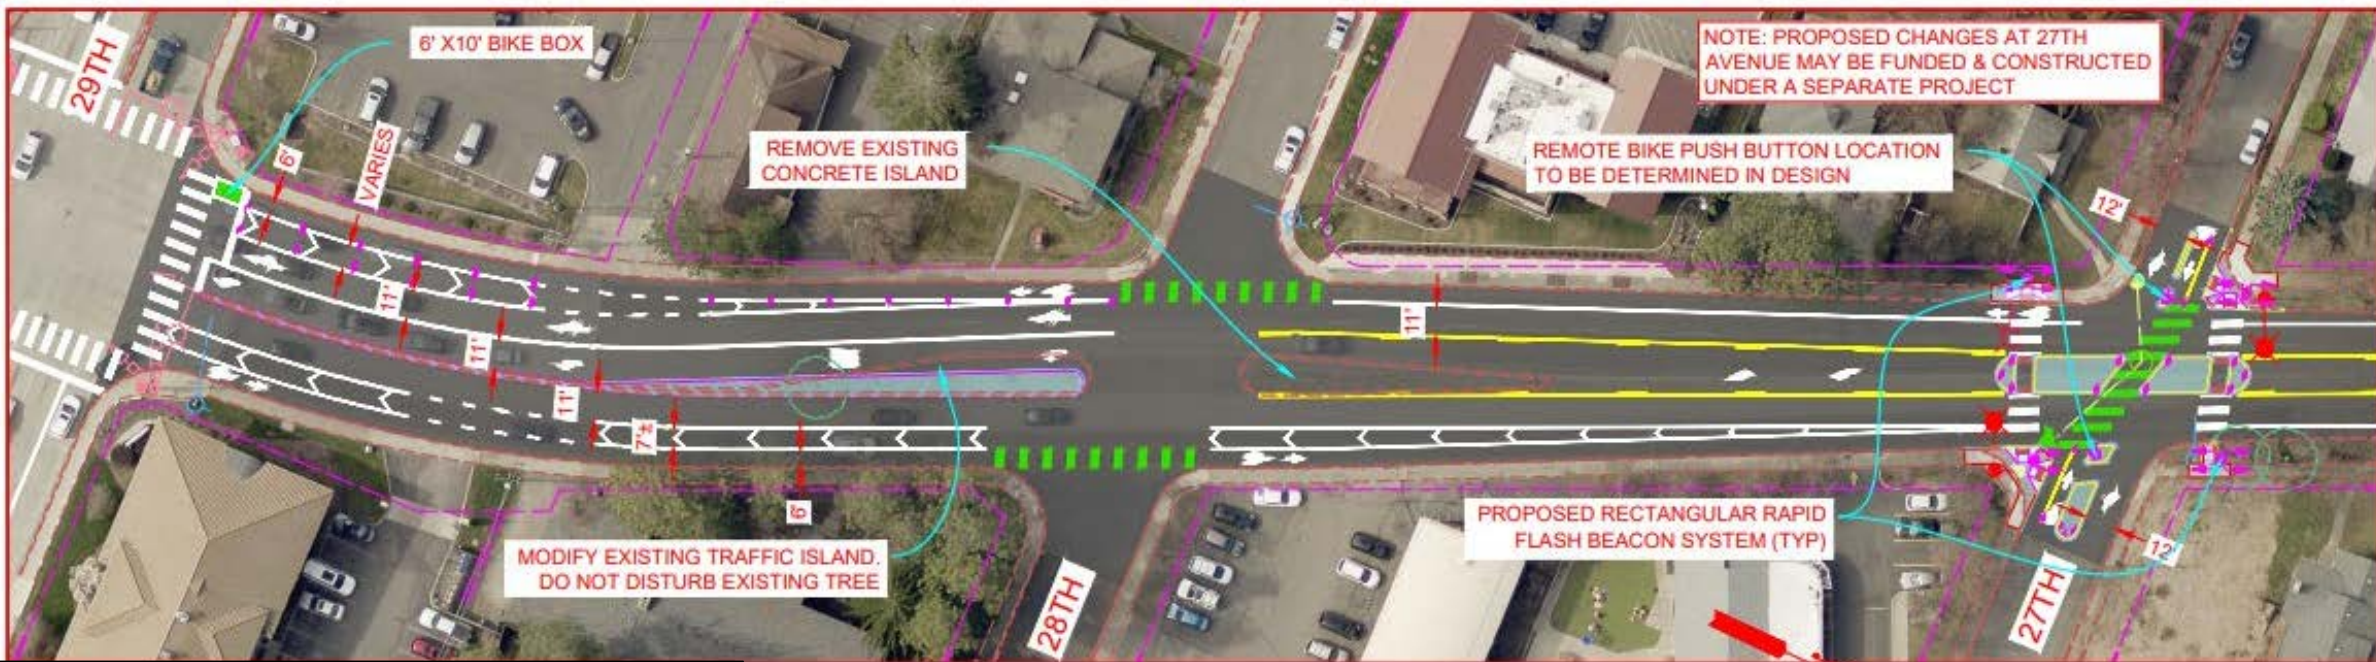 29TH
6' X10' BIKE BOX
6'
VARIES
11'
11'
11'
7'±
6'
REMOVE EXISTING
CONCRETE ISLAND
MODIFY EXISTING TRAFFIC ISLAND.
DO NOT DISTURB EXISTING TREE
28TH
11'
NOTE: PROPOSED CHANGES AT 27TH
AVENUE MAY BE FUNDED & CONSTRUCTED
UNDER A SEPARATE PROJECT
REMOTE BIKE PUSH BUTTON LOCATION
TO BE DETERMINED IN DESIGN
12'
PROPOSED RECTANGULAR RAPID
FLASH BEACON SYSTEM (TYP)
12'
27TH